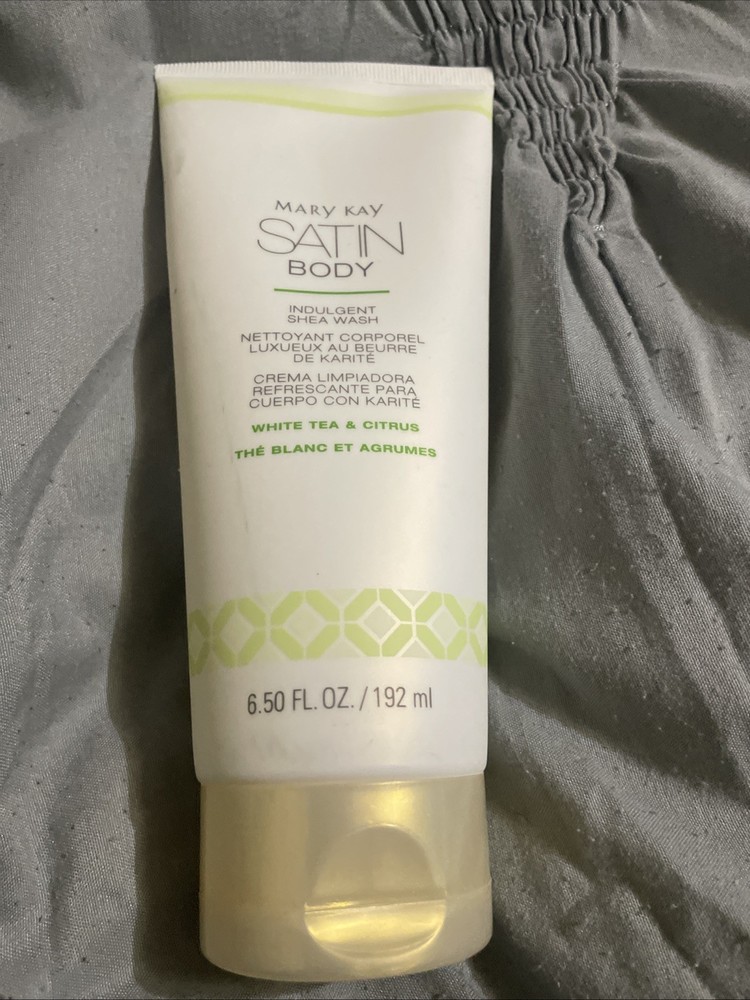 MARY KAY
SATIN
BODY
INDULGENT
SHEA WASH
NETTOYANT CORPOREL
LUXUEUX AU BEURRE
DE KARITÉ
CREMA LIMPIADORA
REFRESCANTE PARA
CUERPO CON KARITÉ
WHITE TEA & CITRUS
THÉ BLANC ET AGRUMES
6.50 FL. OZ. / 192 ml